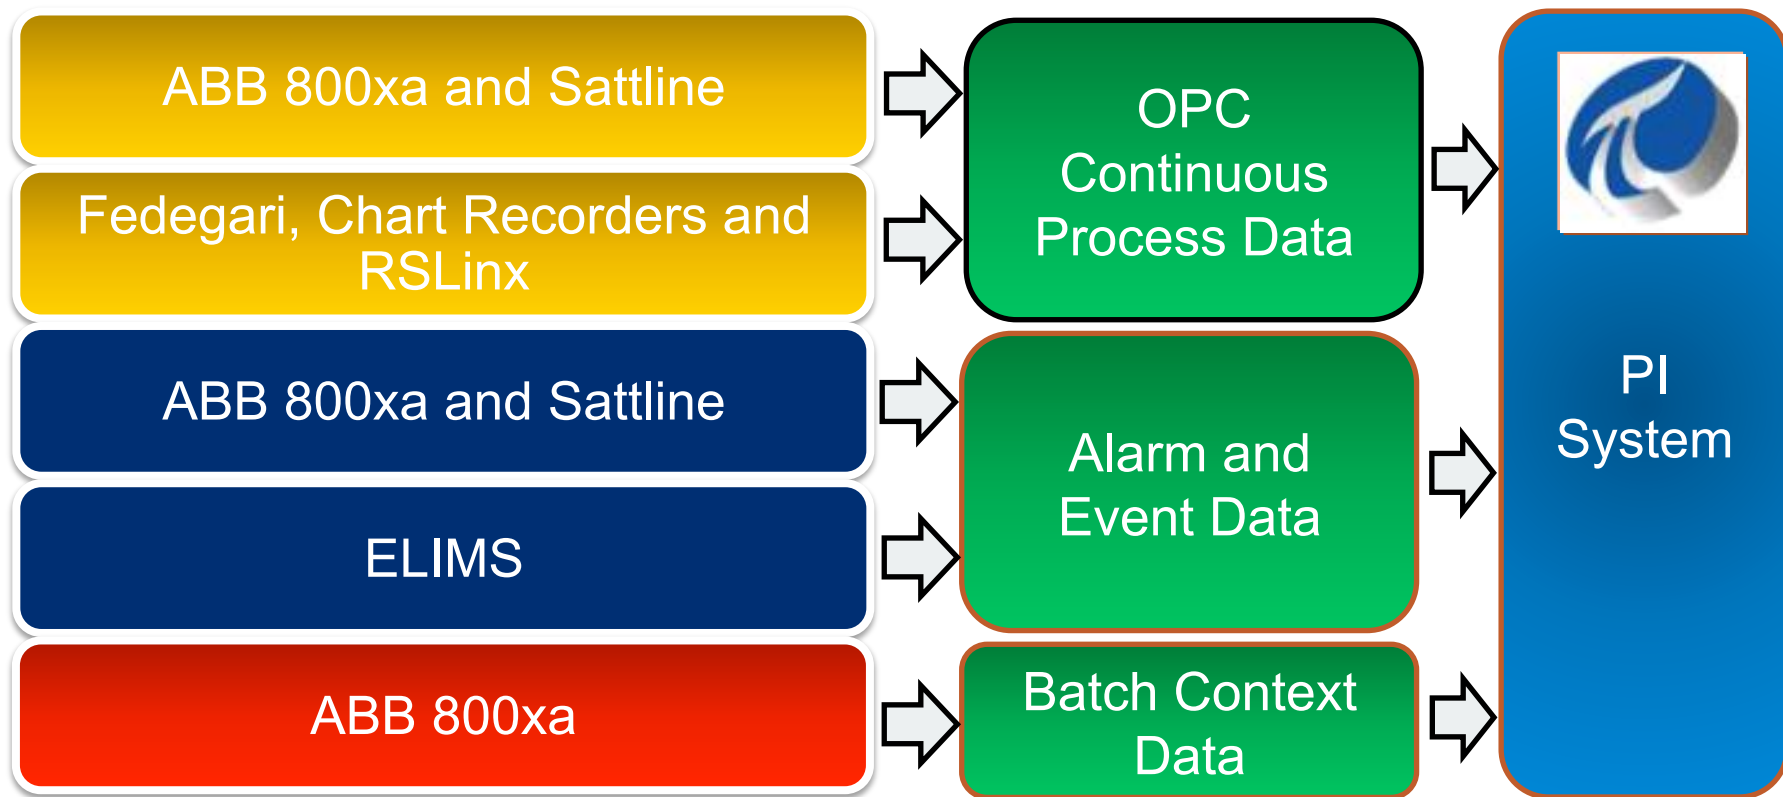 ABB 800xa and Sattline
Fedegari, Chart Recorders and
RSLinx
ABB 800xa and Sattline
ELIMS
ABB 800xa
OPC
Continuous
Process Data
Alarm and
Event Data
Batch Context
Data
PI
System